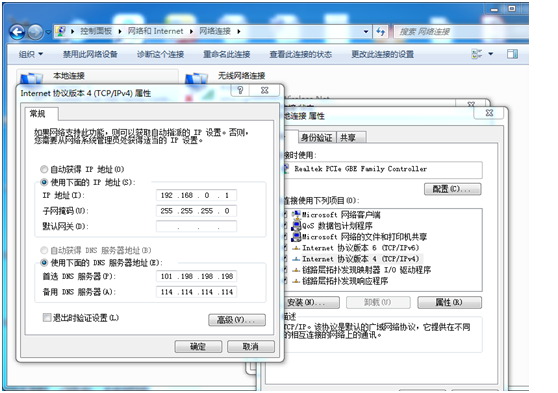 控制面板 ▸ 网络和 Internet ▸ 网络连接 ▸
搜索 网络连接
组织 禁用此网络设备 诊断这个连接 重命名此连接 查看此连接的状态 更改此连接的设置
本地连接
无线网络连接
Internet 协议版本 4 (TCP/IPv4) 属性
常规
如果网络支持此功能，则可以获取自动指派的 IP 设置。否则，
您需要从网络系统管理员处获得适当的 IP 设置。
自动获得 IP 地址(O)
使用下面的 IP 地址(S):
IP 地址(I): 192 .168 . 0 . 1
子网掩码(U): 255 .255 .255 . 0
默认网关(D): . . .
自动获得 DNS 服务器地址(B)
使用下面的 DNS 服务器地址(E):
首选 DNS 服务器(P): 101 .198 .198 .198
备用 DNS 服务器(A): 114 .114 .114 .114
退出时验证设置(L)
高级(V)...
确定
取消
地连接 属性
身份验证 共享
接时使用:
Realtek PCIe GBE Family Controller
配置(C)...
连接使用下列项目(O):
Microsoft 网络客户端
QoS 数据包计划程序
Microsoft 网络的文件和打印机共享
Internet 协议版本 6 (TCP/IPv6)
Internet 协议版本 4 (TCP/IPv4)
链路层拓扑发现映射器 I/O 驱动程序
链路层拓扑发现响应程序
安装(N)...
卸载(U)
属性(R)
描述
TCP/IP。该协议是默认的广域网络协议，它提供在不同
的相互连接的网络上的通讯。